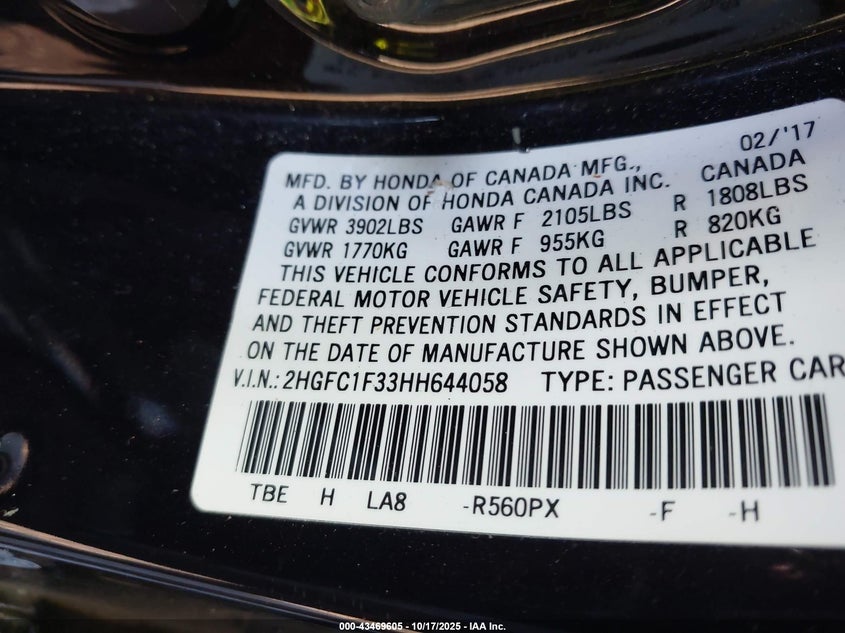 02/'17
MFD. BY HONDA OF CANADA MFG.,
A DIVISION OF HONDA CANADA INC. CANADA
GVWR 3902LBS GAWR F 2105LBS R 1808LBS
GVWR 1770KG GAWR F 955KG R 820KG
THIS VEHICLE CONFORMS TO ALL APPLICABLE
FEDERAL MOTOR VEHICLE SAFETY, BUMPER,
AND THEFT PREVENTION STANDARDS IN EFFECT
ON THE DATE OF MANUFACTURE SHOWN ABOVE.
V.I.N.: 2HGFC1F33HH644058 TYPE: PASSENGER CAR
TBE H LA8 -R560PX -F -H
000-43469605 - 10/17/2025 - IAA Inc.